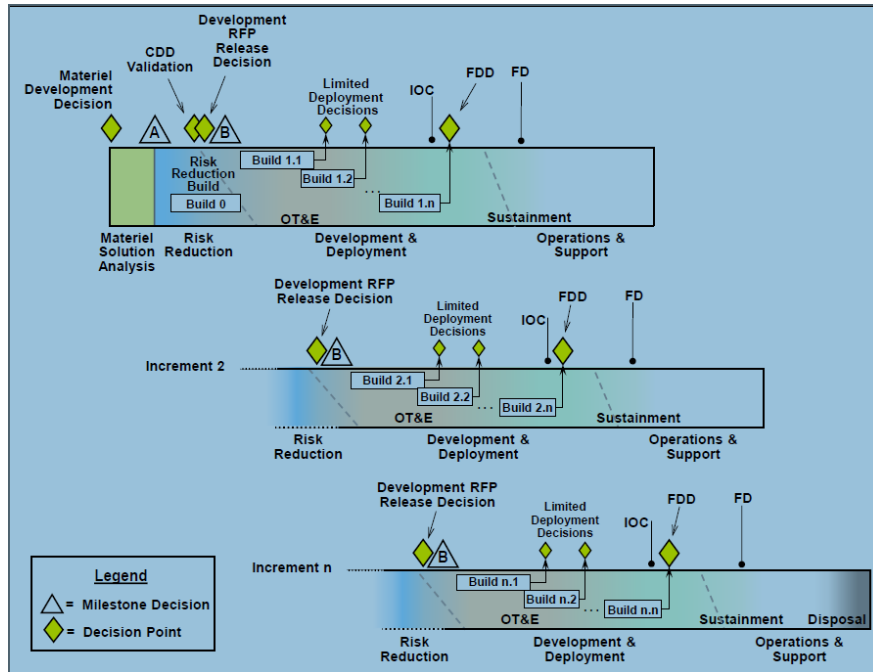 Development
RFP
Release
Decision
CDD
Validation
Materiel
Development
Decision
Limited
Deployment
Decisions
IOC
FDD
FD
A
B
Risk
Reduction
Build
Build 0
Build 1.1
Build 1.2
...
Build 1.n
OT&E
Sustainment
Materiel
Solution
Analysis
Risk
Reduction
Development &
Deployment
Operations &
Support
Development RFP
Release Decision
Limited
Deployment
Decisions
IOC
FDD
FD
B
Increment 2
Build 2.1
Build 2.2
...
Build 2.n
OT&E
Sustainment
Risk
Reduction
Development &
Deployment
Operations &
Support
Development RFP
Release Decision
Limited
Deployment
Decisions
IOC
FDD
FD
B
Increment n
Build n.1
Build n.2
...
Build n.n
OT&E
Sustainment
Disposal
Risk
Reduction
Development &
Deployment
Operations &
Support
Legend
= Milestone Decision
= Decision Point